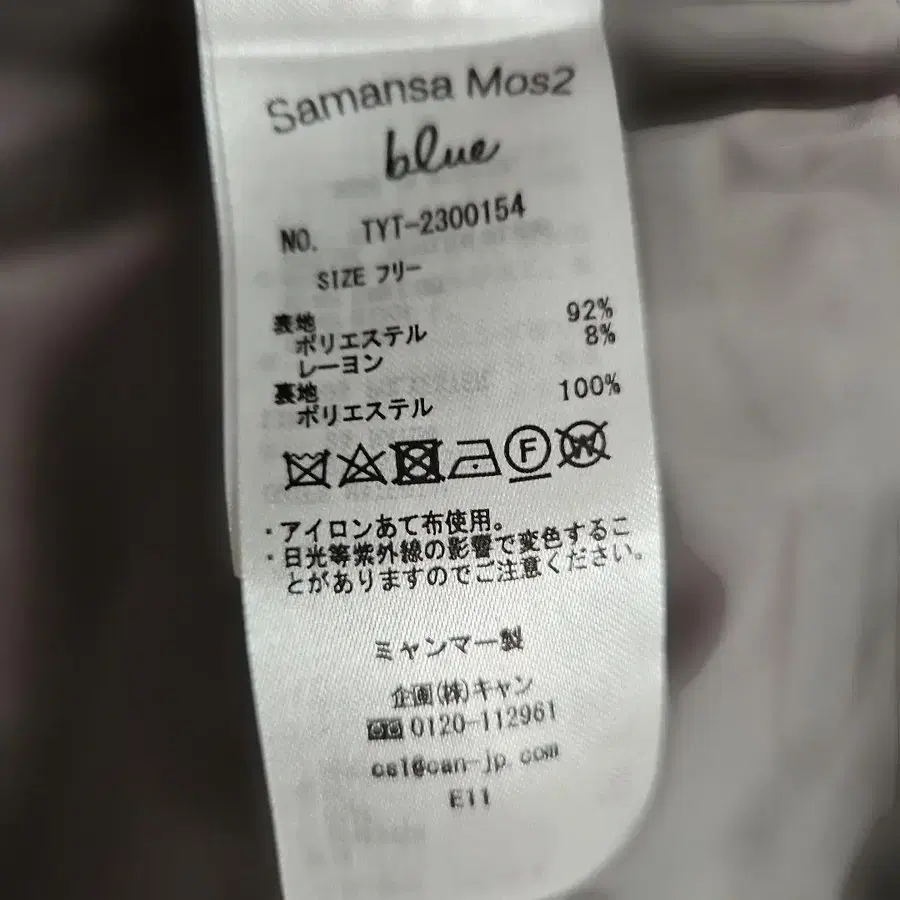 Samansa Mos2
blue
NO. TYT-2300154
SIZE フリー
表地
ポリエステル 92%
レーヨン 8%
裏地
ポリエステル 100%
F W
・アイロンあて布使用。
・日光等紫外線の影響で変色するこ
とがありますのでご注意ください。
ミャンマー製
企画(株)キャン
0120-112961
cs1@can-jp.com
E11